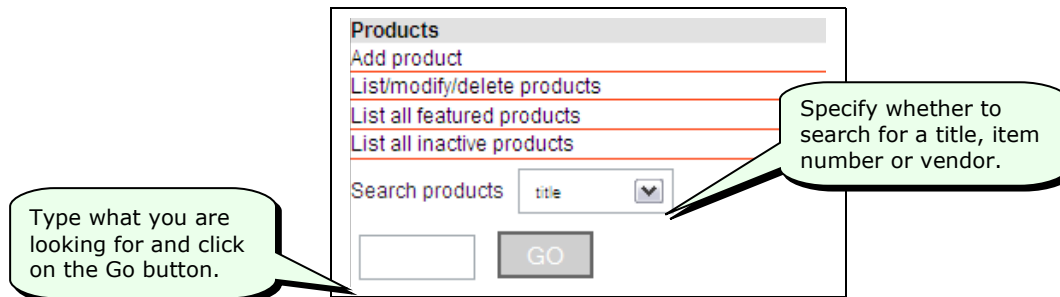 Products
Add product
List/modify/delete products
List all featured products
List all inactive products
Search products title
GO
Specify whether to
search for a title, item
number or vendor.
Type what you are
looking for and click
on the Go button.